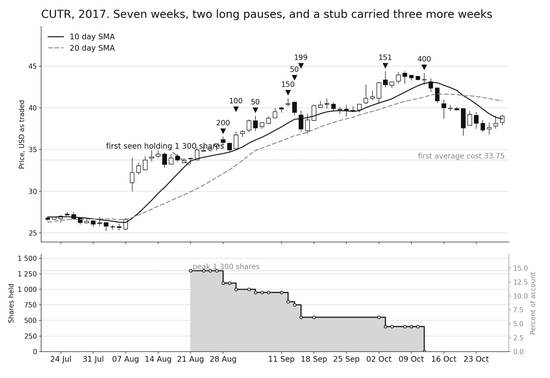 CUTR, 2017. Seven weeks, two long pauses, and a stub carried three more weeks
10 day SMA
20 day SMA
Price, USD as traded
45
40
35
30
25
199
50
150
151
400
100
50
200
first seen holding 1 300 shares
first average cost 33.75
peak 1 300 shares
Shares held
1 500
1 250
1 000
750
500
250
0
Percent of account
15.0
12.5
10.0
7.5
5.0
2.5
0.0
24 Jul 31 Jul 07 Aug 14 Aug 21 Aug 28 Aug 11 Sep 18 Sep 25 Sep 02 Oct 09 Oct 16 Oct 23 Oct